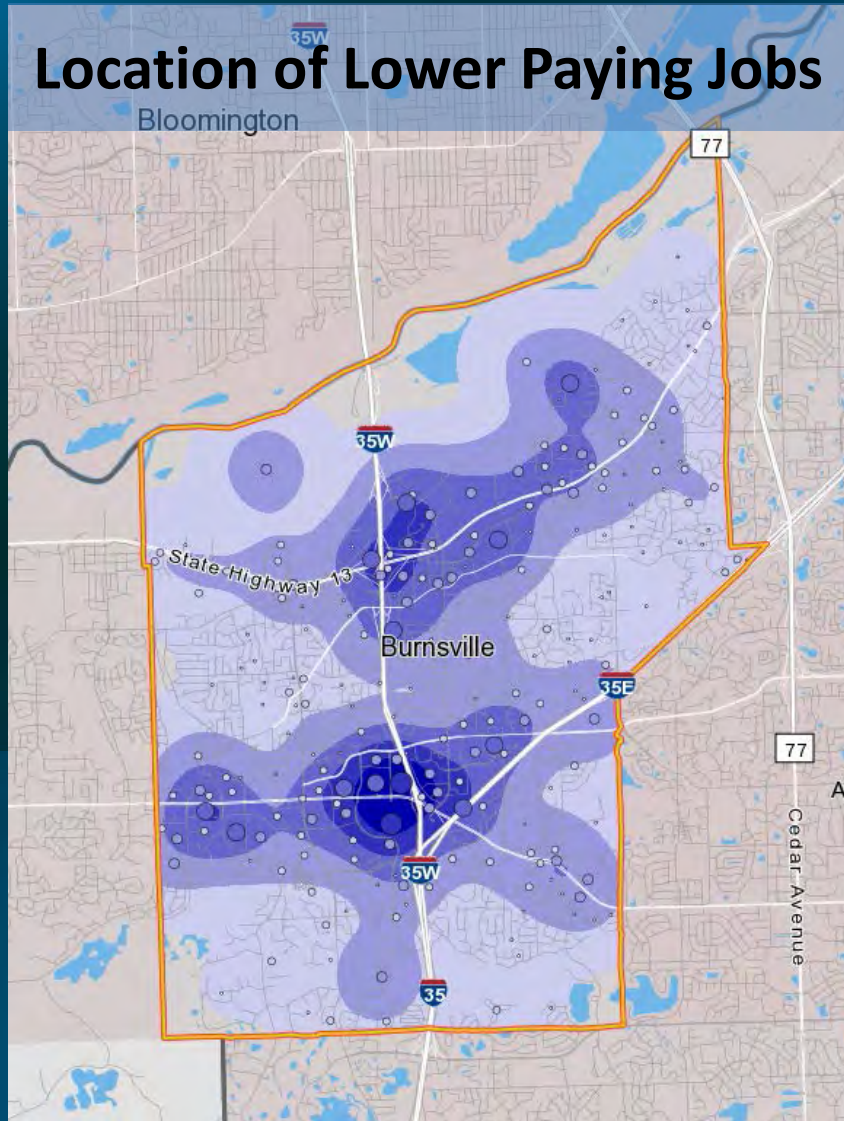 35W
Location of Lower Paying Jobs
Bloomington
77
35W
State Highway 13
Burnsville
35E
77
A
Cedar Avenue
35W
35